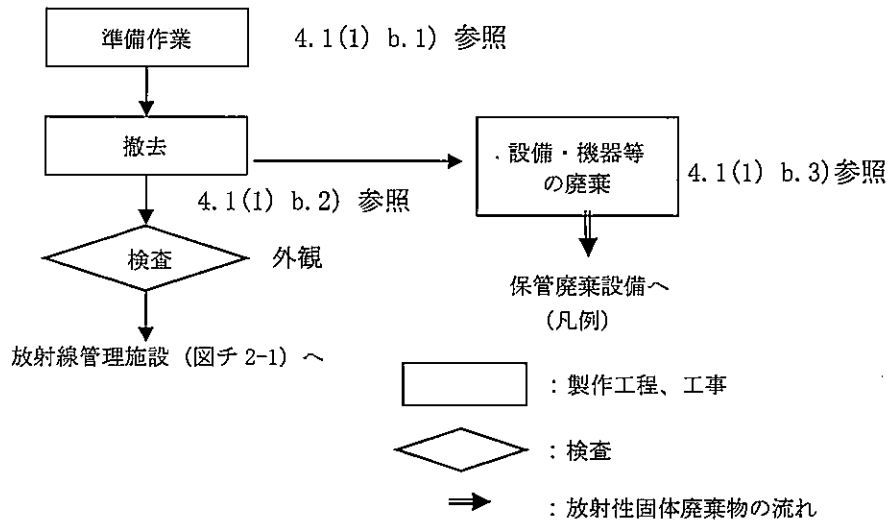 準備作業
4.1(1) b.1) 参照
撤去
設備・機器等
の廃棄
4.1(1) b.3)参照
4.1(1) b.2) 参照
検査
外観
保管廃棄設備へ
(凡例)
放射線管理施設 (図チ 2-1) へ
：製作工程、工事
：検査
：放射性固体廃棄物の流れ